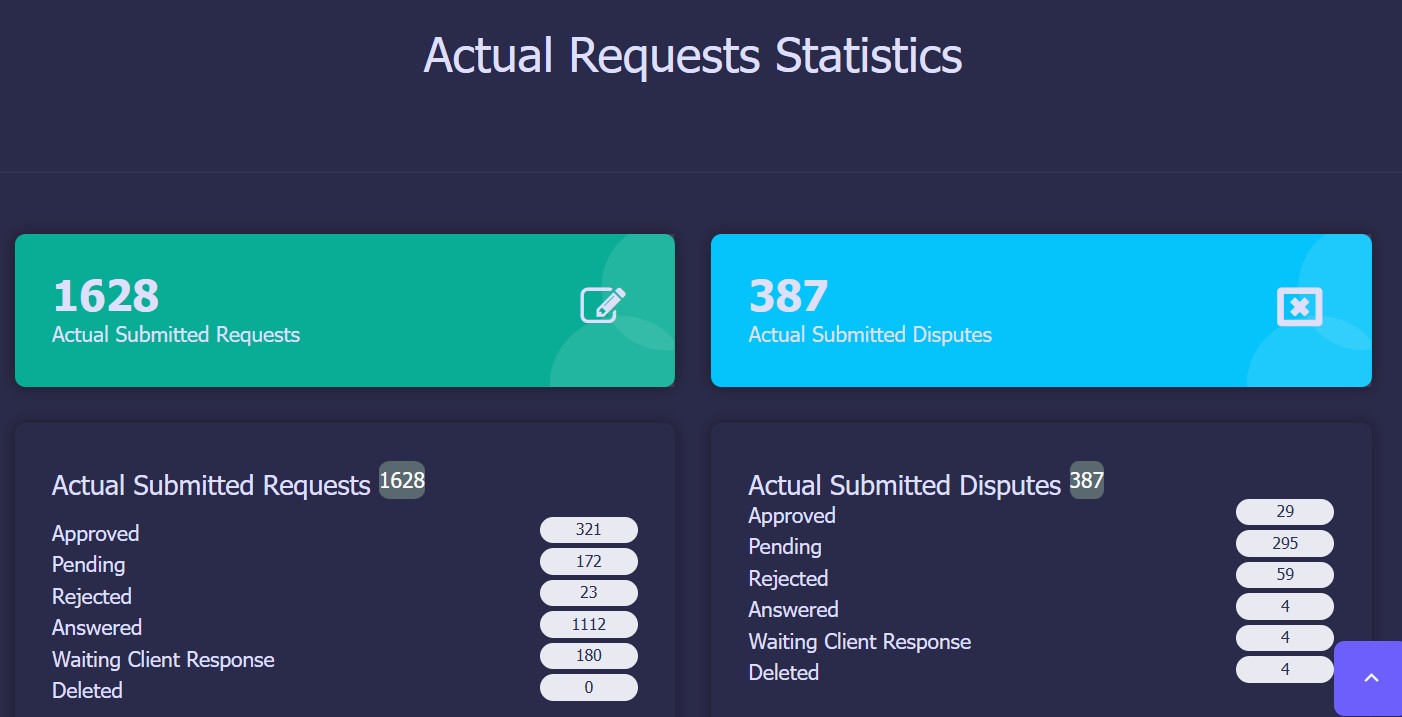 Actual Requests Statistics
1628
Actual Submitted Requests
387
Actual Submitted Disputes
Actual Submitted Requests 1628
Approved 321
Pending 172
Rejected 23
Answered 1112
Waiting Client Response 180
Deleted 0
Actual Submitted Disputes 387
Approved 29
Pending 295
Rejected 59
Answered 4
Waiting Client Response 4
Deleted 4